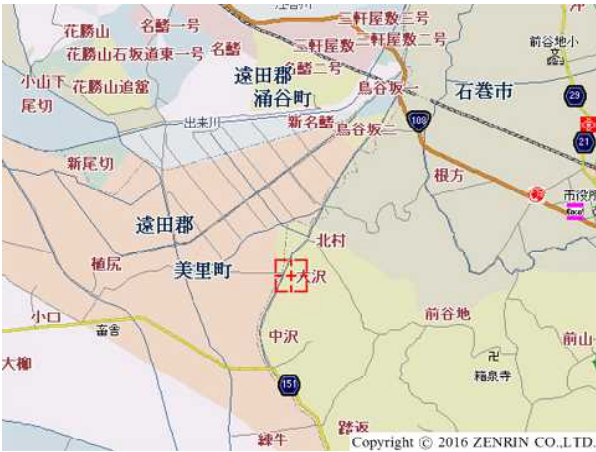 花勝山
名鰭一号
三軒屋敷三号
三軒屋敷二号
前谷地小
花勝山石坂道東一号
名鰭
遠田郡
名鰭二号
小山下
花勝山追舘
鳥谷坂一
石巻市
尾切
涌谷町
29
出来川
新名鰭
鳥谷坂二
108
21
新尾切
根方
市役所
遠田郡
北村
植尻
美里町
大沢
小口
前谷地
畜舎
中沢
前山
大柳
卍
箱泉寺
151
踏返
練牛
Copyright © 2016 ZENRIN CO.,LTD.